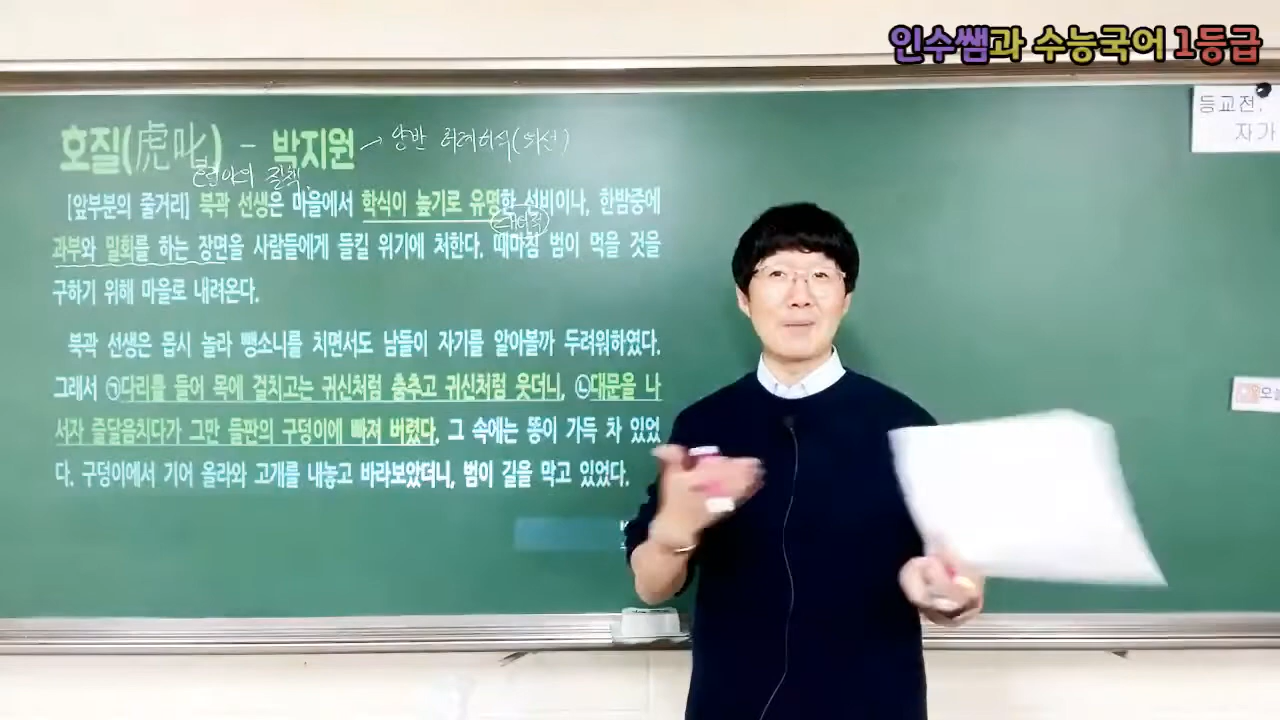 인수쌤과 수능국어 1등급
등교전,
자가
호질(虎叱) - 박지원 → 양반 허례허식(위선)
질책
[앞부분의 줄거리] 북곽 선생은 마을에서 학식이 높기로 유명한 선비이나, 한밤중에
과부와 밀회를 하는 장면을 사람들에게 들킬 위기에 처한다. 때마침 범이 먹을 것을
구하기 위해 마을로 내려온다.
북곽 선생은 몹시 놀라 뺑소니를 치면서도 남들이 자기를 알아볼까 두려워하였다.
그래서 ㉠다리를 들어 목에 걸치고는 귀신처럼 춤추고 귀신처럼 웃더니, ㉡대문을 나
서자 줄달음치다가 그만 들판의 구덩이에 빠져 버렸다. 그 속에는 똥이 가득 차 있었
다. 구덩이에서 기어 올라와 고개를 내놓고 바라보았더니, 범이 길을 막고 있었다.